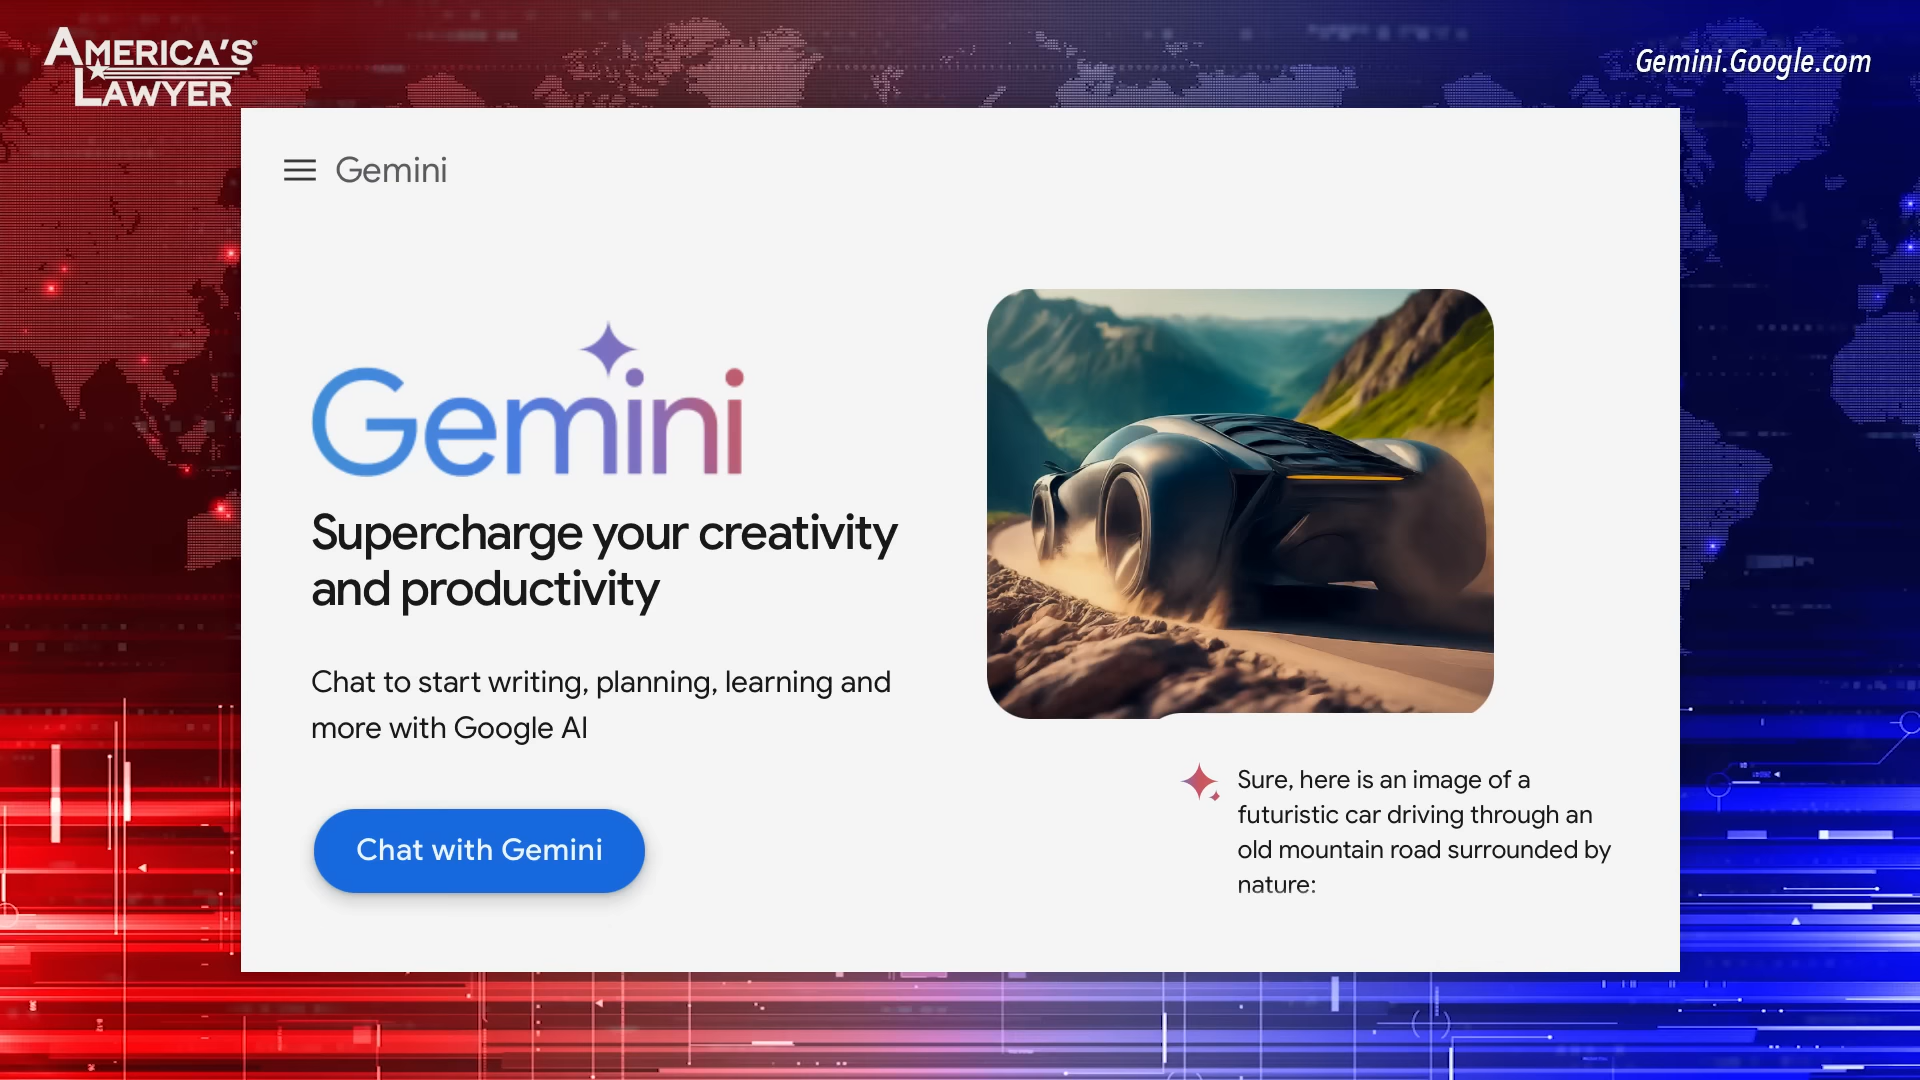 AMERICA'S
LAWYER
Gemini.Google.com
Gemini
Gemini
Supercharge your creativity
and productivity
Chat to start writing, planning, learning and
more with Google AI
Chat with Gemini
Sure, here is an image of a
futuristic car driving through an
old mountain road surrounded by
nature: